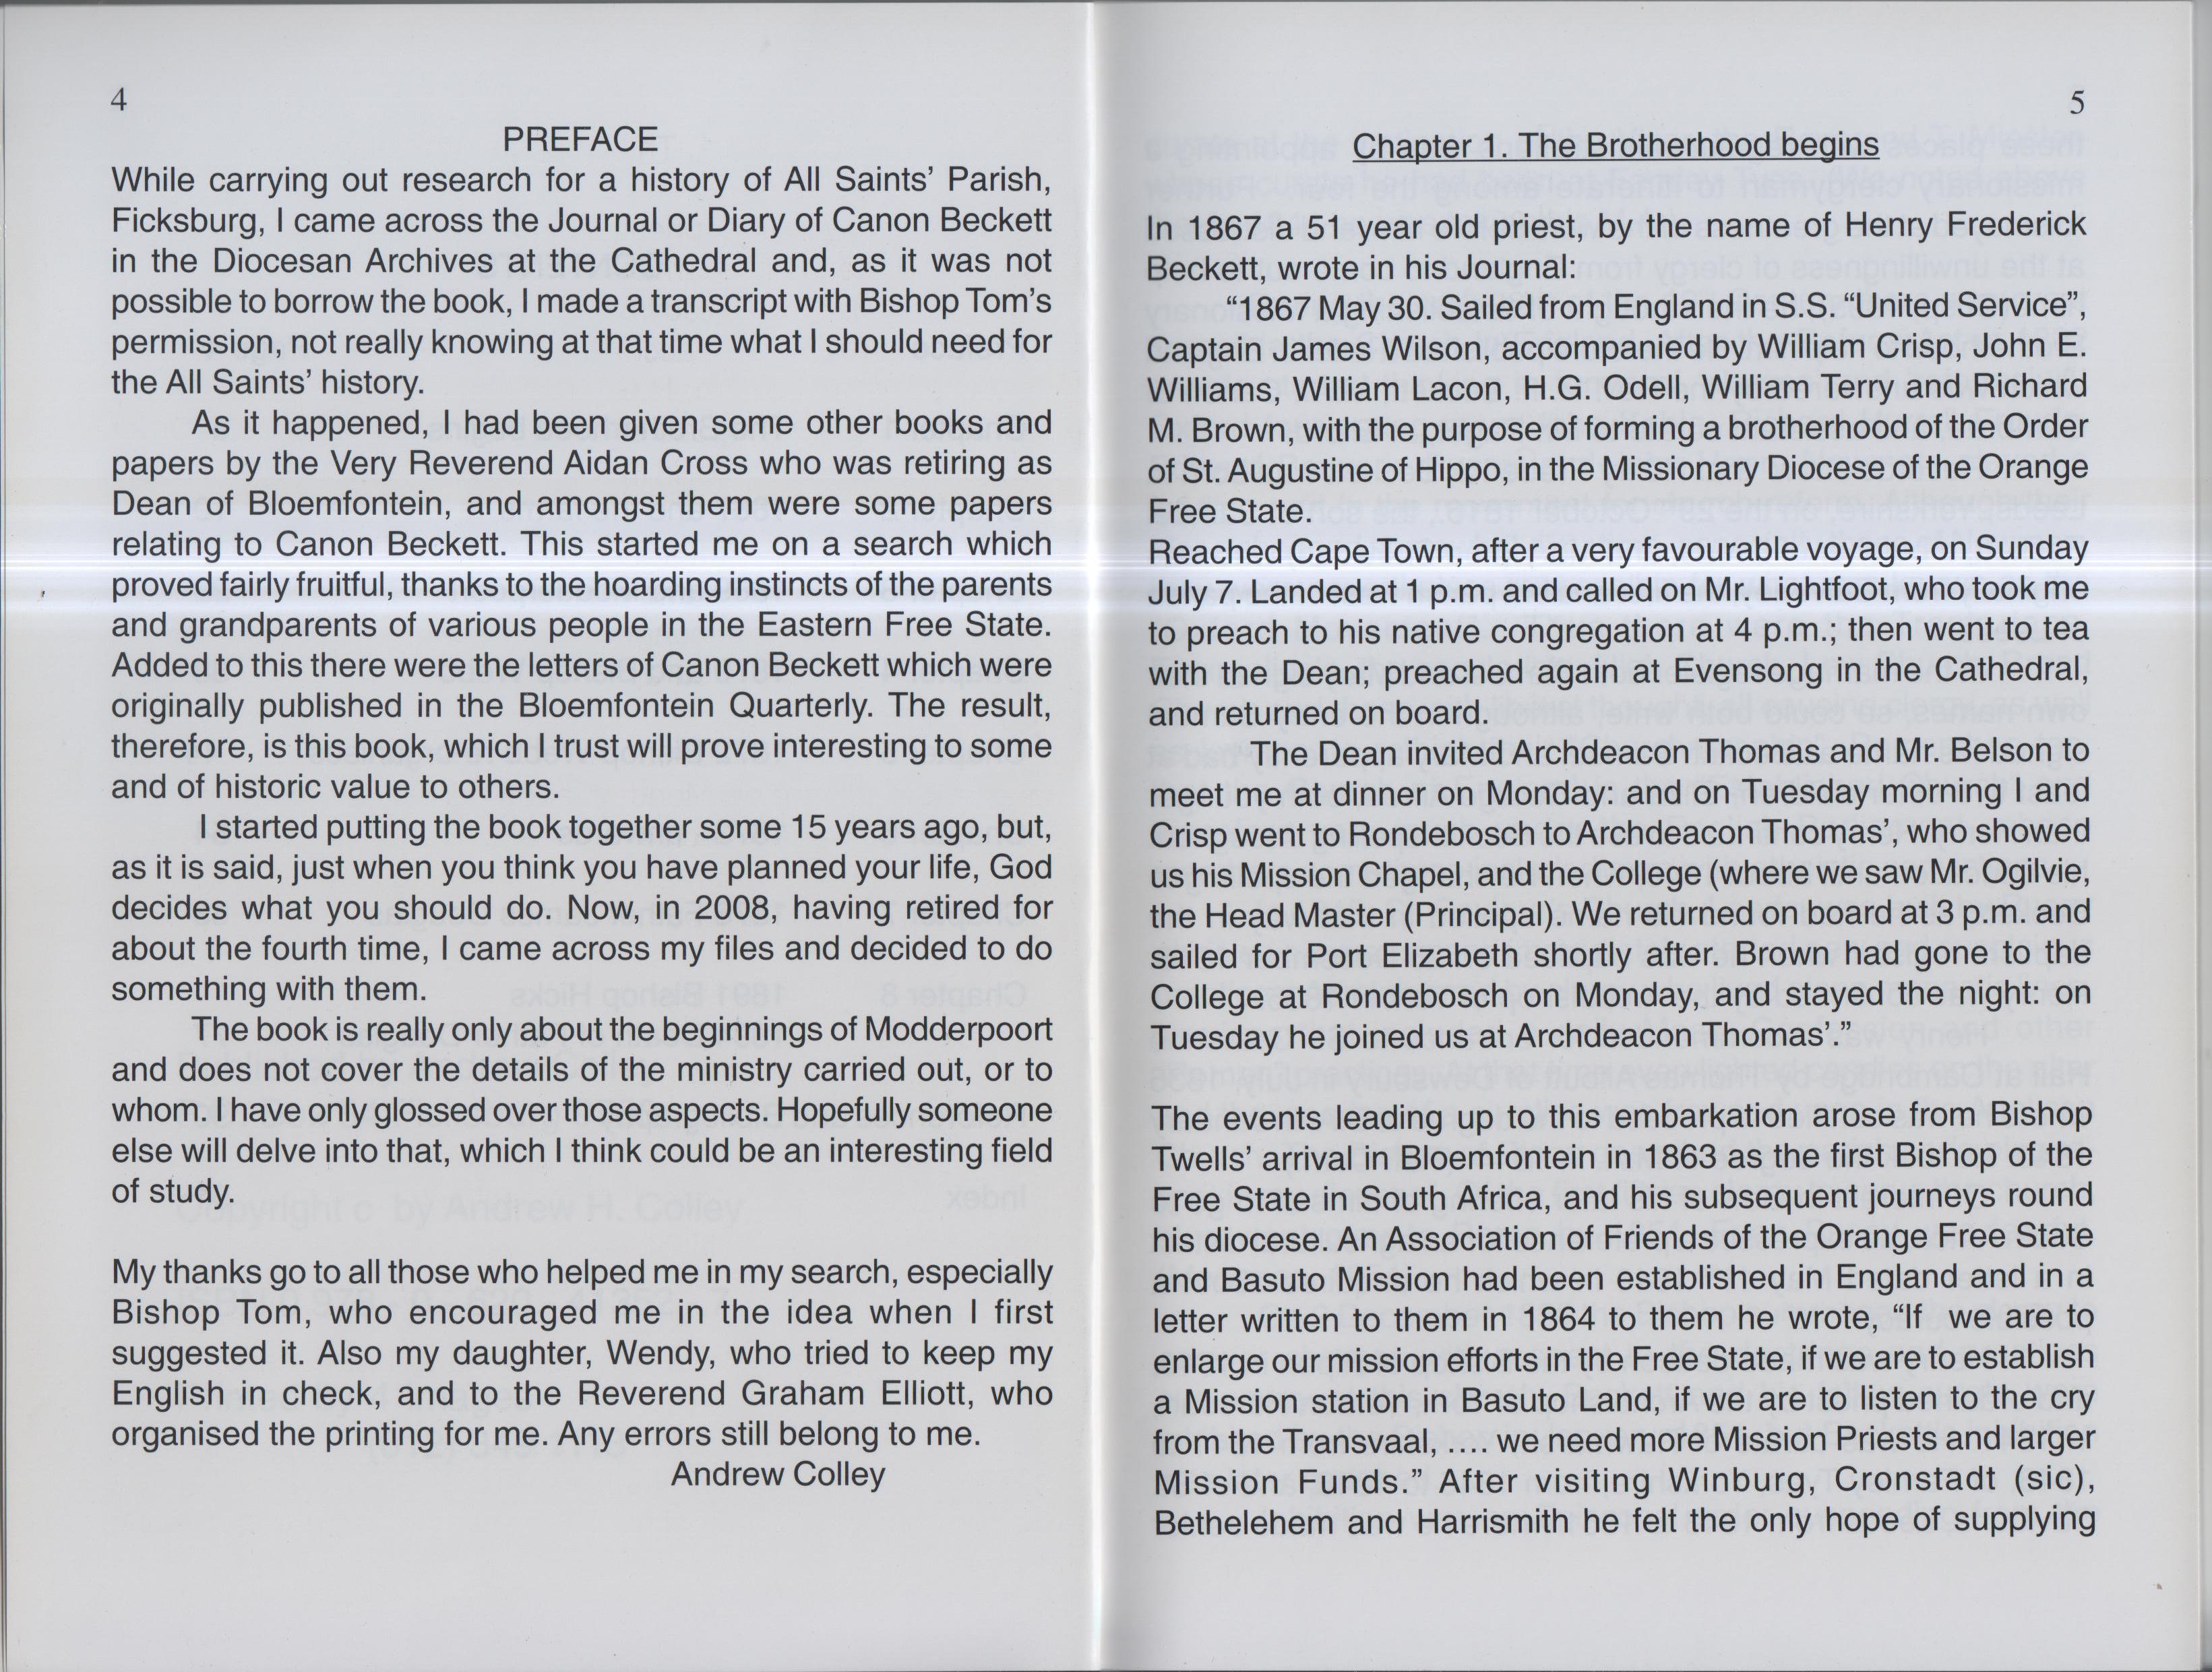 4
PREFACE
While carrying out research for a history of All Saints' Parish,
Ficksburg, I came across the Journal or Diary of Canon Beckett
in the Diocesan Archives at the Cathedral and, as it was not
possible to borrow the book, I made a transcript with Bishop Tom's
permission, not really knowing at that time what I should need for
the All Saints' history.
As it happened, I had been given some other books and
papers by the Very Reverend Aidan Cross who was retiring as
Dean of Bloemfontein, and amongst them were some papers
relating to Canon Beckett. This started me on a search which
proved fairly fruitful, thanks to the hoarding instincts of the parents
and grandparents of various people in the Eastern Free State.
Added to this there were the letters of Canon Beckett which were
originally published in the Bloemfontein Quarterly. The result,
therefore, is this book, which I trust will prove interesting to some
and of historic value to others.
I started putting the book together some 15 years ago, but,
as it is said, just when you think you have planned your life, God
decides what you should do. Now, in 2008, having retired for
about the fourth time, I came across my files and decided to do
something with them.
The book is really only about the beginnings of Modderpoort
and does not cover the details of the ministry carried out, or to
whom. I have only glossed over those aspects. Hopefully someone
else will delve into that, which I think could be an interesting field
of study.
My thanks go to all those who helped me in my search, especially
Bishop Tom, who encouraged me in the idea when I first
suggested it. Also my daughter, Wendy, who tried to keep my
English in check, and to the Reverend Graham Elliott, who
organised the printing for me. Any errors still belong to me.
Andrew Colley
5
Chapter 1. The Brotherhood begins
In 1867 a 51 year old priest, by the name of Henry Frederick
Beckett, wrote in his Journal:
"1867 May 30. Sailed from England in S.S. "United Service",
Captain James Wilson, accompanied by William Crisp, John E.
Williams, William Lacon, H.G. Odell, William Terry and Richard
M. Brown, with the purpose of forming a brotherhood of the Order
of St. Augustine of Hippo, in the Missionary Diocese of the Orange
Free State.
Reached Cape Town, after a very favourable voyage, on Sunday
July 7. Landed at 1 p.m. and called on Mr. Lightfoot, who took me
to preach to his native congregation at 4 p.m.; then went to tea
with the Dean; preached again at Evensong in the Cathedral,
and returned on board.
"The Dean invited Archdeacon Thomas and Mr. Belson to
meet me at dinner on Monday: and on Tuesday morning I and
Crisp went to Rondebosch to Archdeacon Thomas', who showed
us his Mission Chapel, and the College (where we saw Mr. Ogilvie,
the Head Master (Principal). We returned on board at 3 p.m. and
sailed for Port Elizabeth shortly after. Brown had gone to the
College at Rondebosch on Monday, and stayed the night: on
Tuesday he joined us at Archdeacon Thomas'."
The events leading up to this embarkation arose from Bishop
Twells' arrival in Bloemfontein in 1863 as the first Bishop of the
Free State in South Africa, and his subsequent journeys round
his diocese. An Association of Friends of the Orange Free State
and Basuto Mission had been established in England and in a
letter written to them in 1864 to them he wrote, "If we are to
enlarge our mission efforts in the Free State, if we are to establish
a Mission station in Basuto Land, if we are to listen to the cry
from the Transvaal, .... we need more Mission Priests and larger
Mission Funds." After visiting Winburg, Cronstadt (sic),
Bethelehem and Harrismith he felt the only hope of supplying